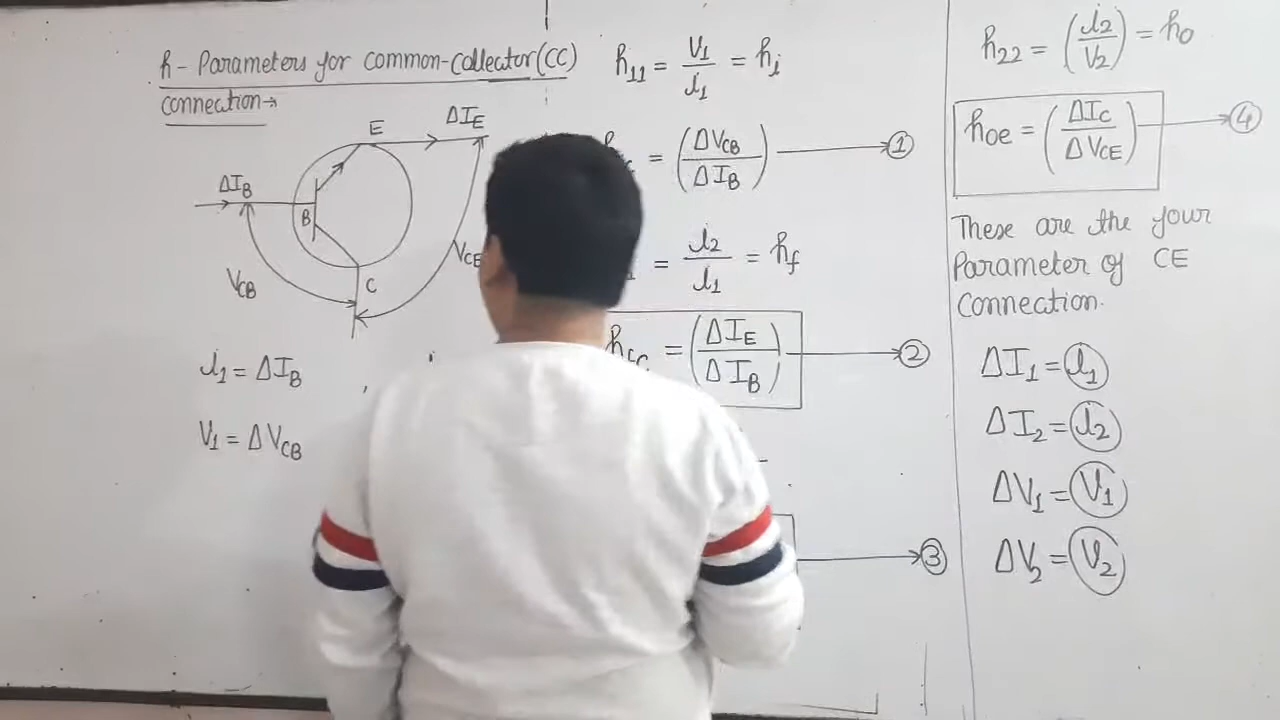 h - Parameters for common-collector (CC)
connection→
ΔIE
E
ΔIB
B
VCE
C
VCB
i1 = ΔIB ,
V1 = ΔVCB
h11 = V1/i1 = hi
= (ΔVCB/ΔIB) → ①
= i2/i1 = hf
hfc = (ΔIE/ΔIB) → ②
③
h22 = (i2/V2) = ho
hoe = (ΔIC/ΔVCE) → ④
These are the four
Parameter of CE
Connection.
ΔI1 = i1
ΔI2 = i2
ΔV1 = V1
ΔV2 = V2